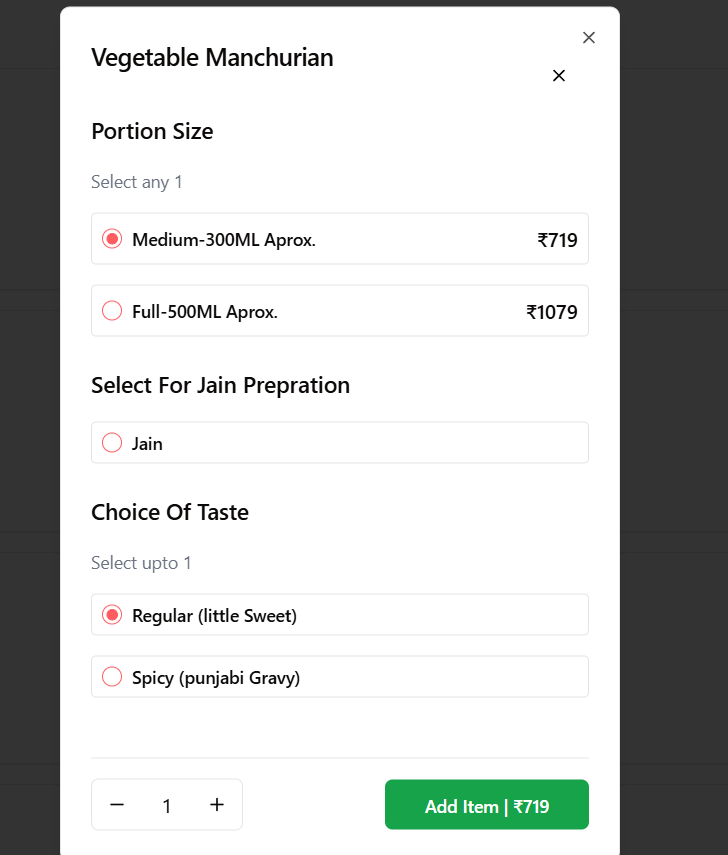 Vegetable Manchurian
Portion Size
Select any 1
Medium-300ML Aprox. ₹719
Full-500ML Aprox. ₹1079
Select For Jain Prepration
Jain
Choice Of Taste
Select upto 1
Regular (little Sweet)
Spicy (punjabi Gravy)
− 1 + Add Item | ₹719